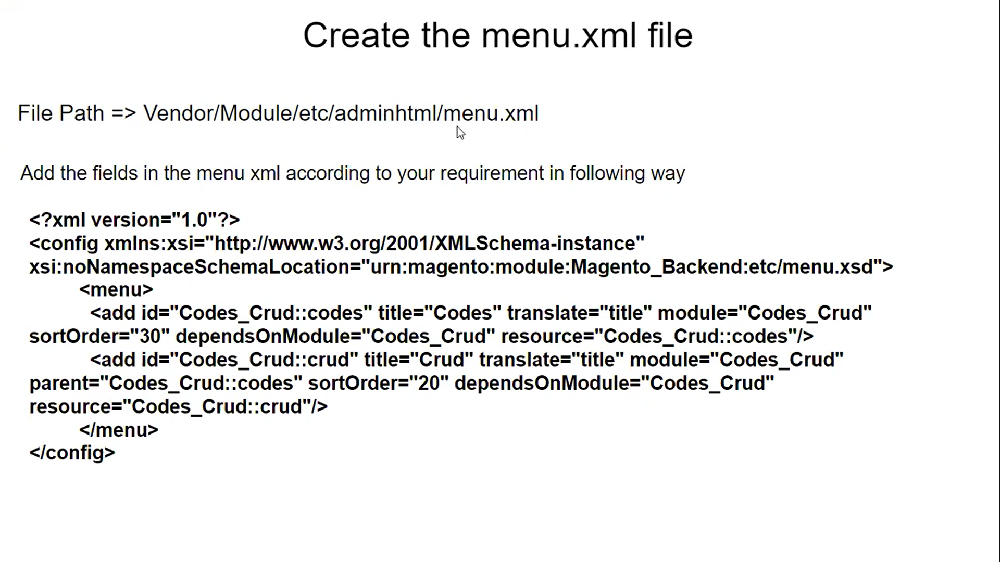 Create the menu.xml file
File Path => Vendor/Module/etc/adminhtml/menu.xml
Add the fields in the menu xml according to your requirement in following way
<?xml version="1.0"?>
<config xmlns:xsi="http://www.w3.org/2001/XMLSchema-instance"
xsi:noNamespaceSchemaLocation="urn:magento:module:Magento_Backend:etc/menu.xsd">
<menu>
<add id="Codes_Crud::codes" title="Codes" translate="title" module="Codes_Crud"
sortOrder="30" dependsOnModule="Codes_Crud" resource="Codes_Crud::codes"/>
<add id="Codes_Crud::crud" title="Crud" translate="title" module="Codes_Crud"
parent="Codes_Crud::codes" sortOrder="20" dependsOnModule="Codes_Crud"
resource="Codes_Crud::crud"/>
</menu>
</config>